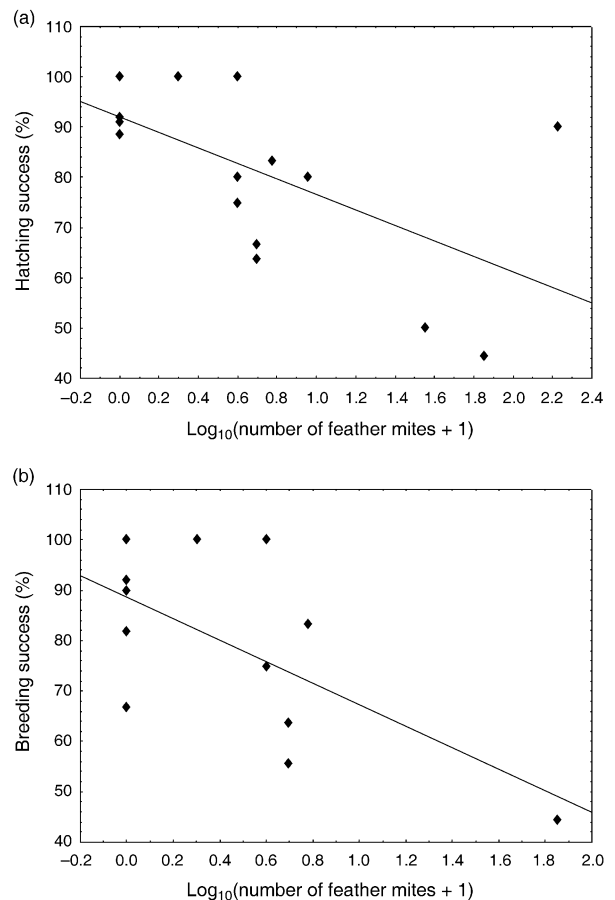 (a)
110
100
90
80
70
60
50
40
Hatching success (%)
–0.2 0.0 0.2 0.4 0.6 0.8 1.0 1.2 1.4 1.6 1.8 2.0 2.2 2.4
Log10(number of feather mites + 1)
(b)
110
100
90
80
70
60
50
40
Breeding success (%)
–0.2 0.0 0.2 0.4 0.6 0.8 1.0 1.2 1.4 1.6 1.8 2.0
Log10(number of feather mites + 1)